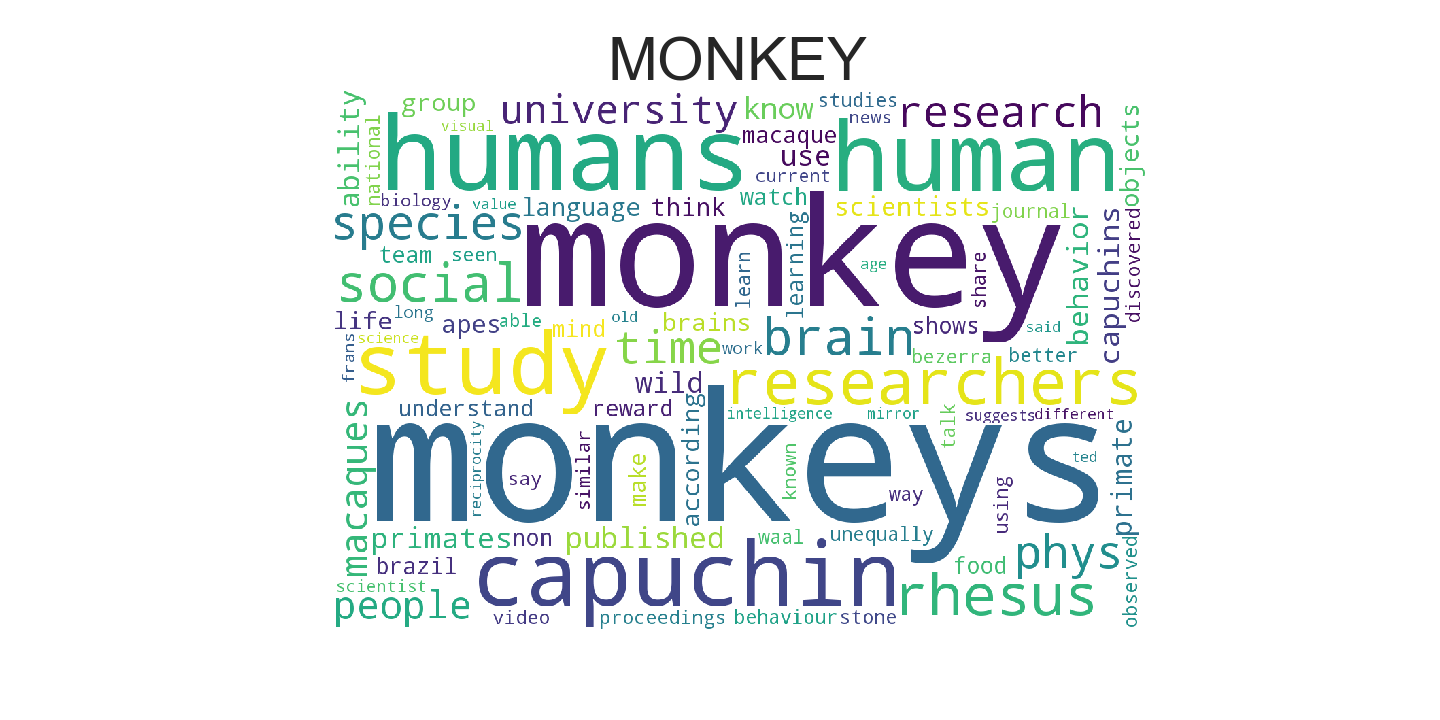 MONKEY
ability
group
national
visual
humans
university
know
studies
news
research
macaque
use
current
human
objects
biology
value
language
think
watch
scientists
journal
species
team
seen
social
monkey
learn
learning
age
share
behavior
capuchins
discovered
life
long
apes
able
mind
old
brains
time
work
brain
shows
said
bezerra
better
frans
science
study
wild
researchers
understand
reward
intelligence
mirror
talk
suggests
different
macaques
monkeys
reciprocity
say
similar
make
according
known
way
using
ted
primate
primates
non
published
waal
unequally
brazil
capuchin
food
phys
observed
scientist
people
rhesus
video
proceedings
behaviour
stone